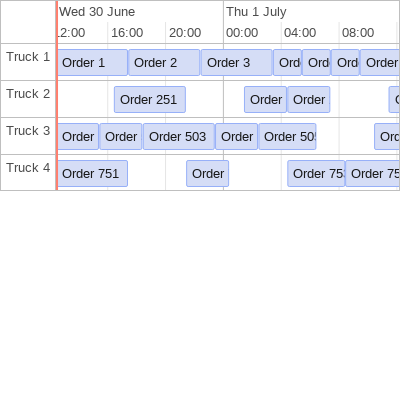 Wed 30 June Thu 1 July
2:00 16:00 20:00 00:00 04:00 08:00
Truck 1 Order 1 Order 2 Order 3 Ord Ord Ord Order
Truck 2 Order 251 Order Order
Truck 3 Order Order Order 503 Order Order 505 Ord
Truck 4 Order 751 Order Order 75 Order 75